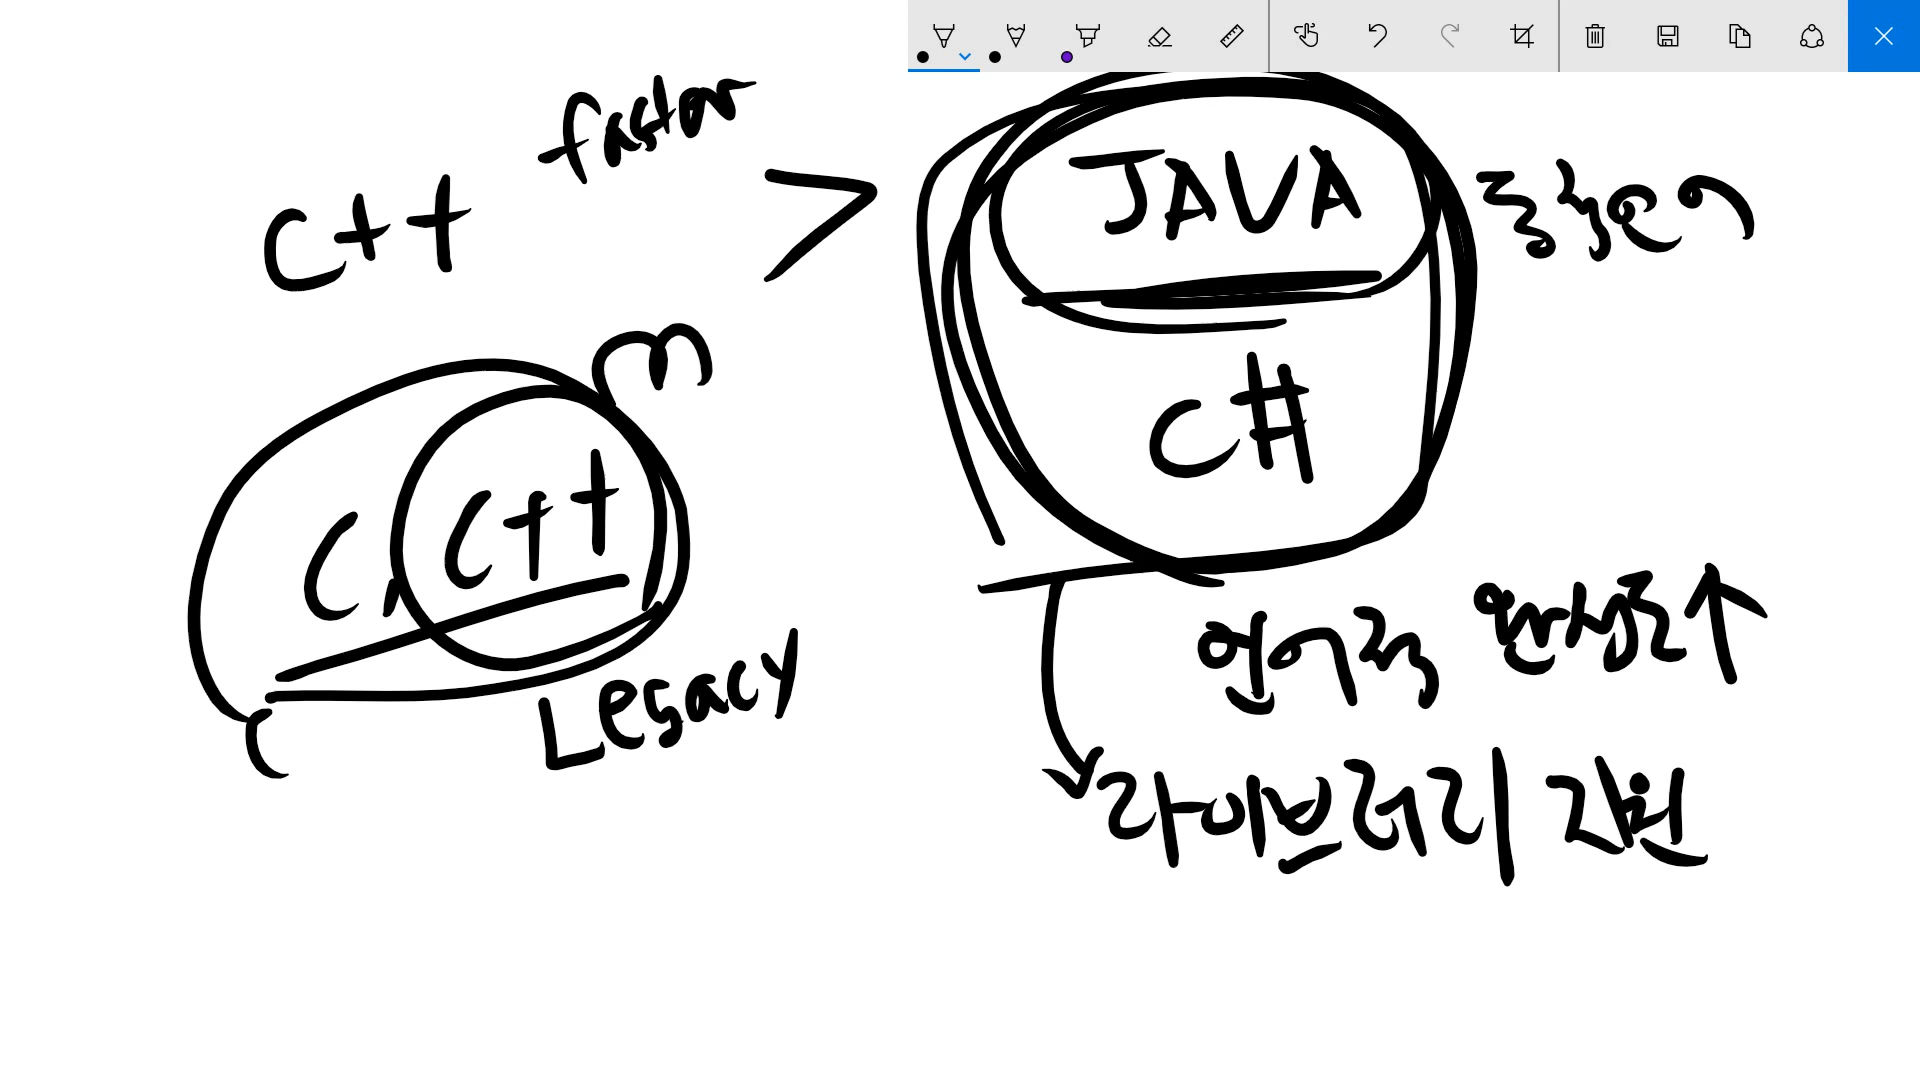 faster
C++ > JAVA
C#
C, C++
Legacy
언어적 완성도 ↑
라이브러리 지원